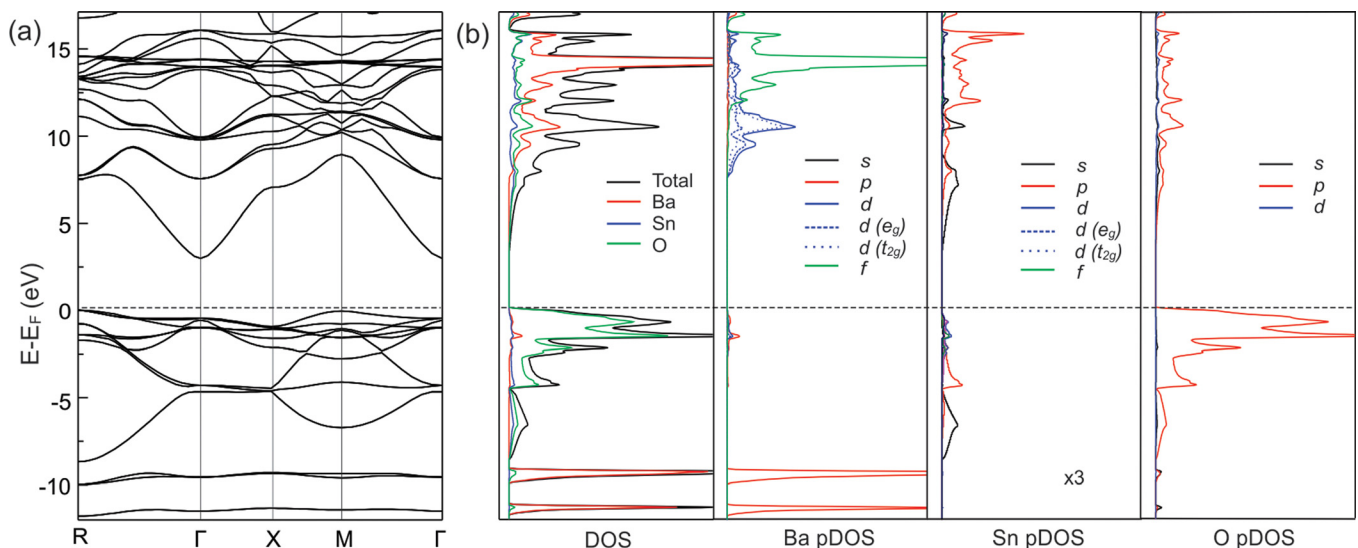 (a)
E-E_F (eV)
15
10
5
0
-5
-10
R Γ X M Γ
(b)
Total
Ba
Sn
O
DOS
s
p
d
d (e_g)
d (t_2g)
f
Ba pDOS
s
p
d
d (e_g)
d (t_2g)
f
x3
Sn pDOS
s
p
d
O pDOS